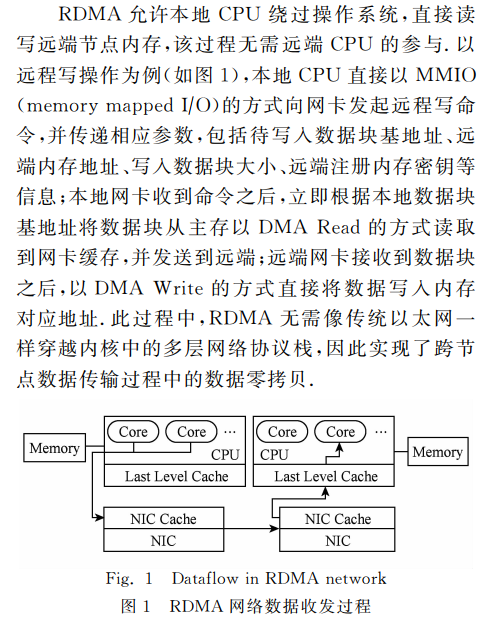 RDMA 允许本地 CPU 绕过操作系统,直接读
写远端节点内存,该过程无需远端 CPU 的参与. 以
远程写操作为例(如图 1),本地 CPU 直接以 MMIO
(memory mapped I/O)的方式向网卡发起远程写命
令,并传递相应参数,包括待写入数据块基地址、远
端内存地址、写入数据块大小、远端注册内存密钥等
信息;本地网卡收到命令之后,立即根据本地数据块
基地址将数据块从主存以 DMA Read 的方式读取
到网卡缓存,并发送到远端;远端网卡接收到数据块
之后,以 DMA Write 的方式直接将数据写入内存
对应地址. 此过程中,RDMA 无需像传统以太网一
样穿越内核中的多层网络协议栈,因此实现了跨节
点数据传输过程中的数据零拷贝.
Memory
Core Core …
CPU
Last Level Cache
NIC Cache
NIC
Core Core …
CPU
Last Level Cache
Memory
NIC Cache
NIC
Fig. 1 Dataflow in RDMA network
图 1 RDMA 网络数据收发过程